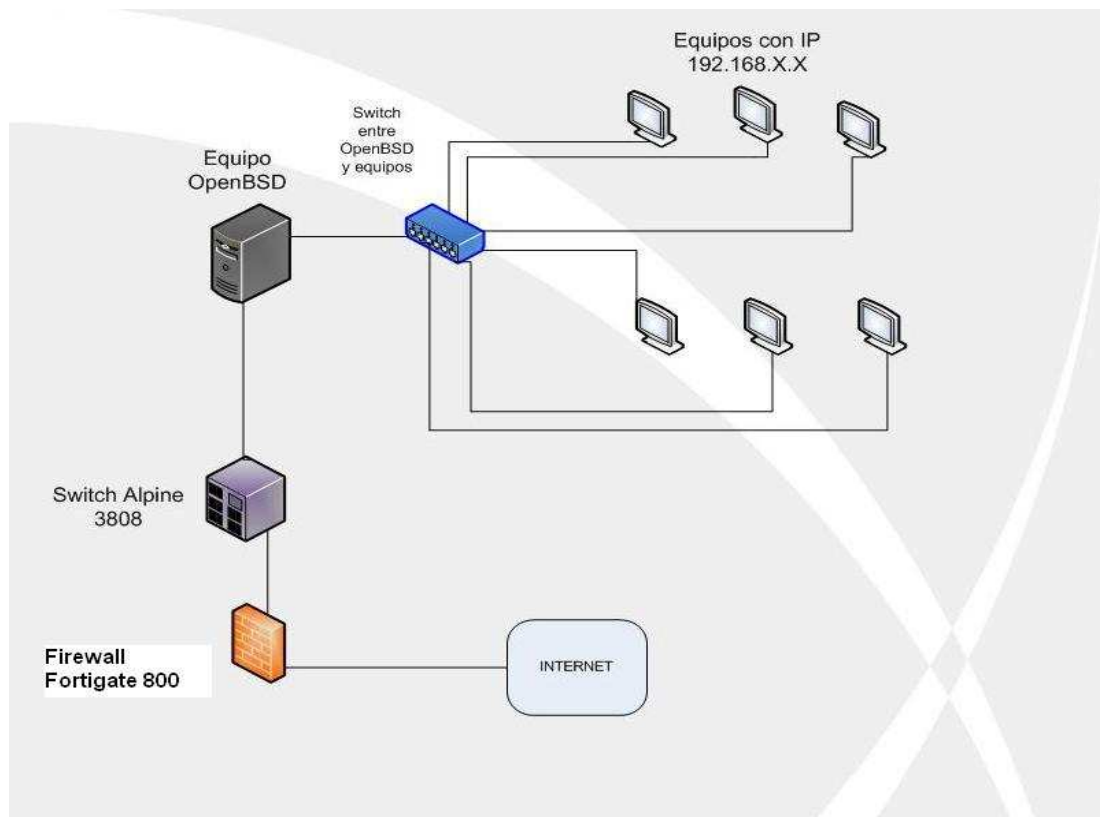 Equipos con IP
192.168.X.X
Switch
entre
OpenBSD
y equipos
Equipo
OpenBSD
Switch Alpine
3808
Firewall
Fortigate 800
INTERNET